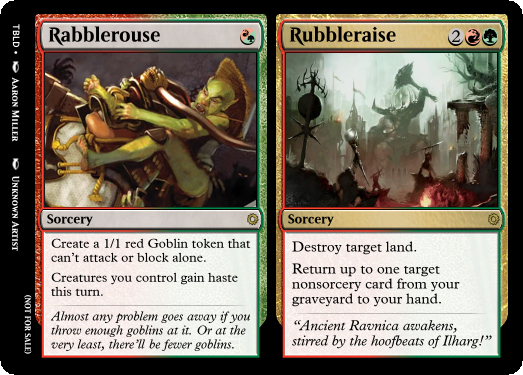 Rabblerouse
Sorcery
Create a 1/1 red Goblin token that
can't attack or block alone.
Creatures you control gain haste
this turn.
Almost any problem goes away if you
throw enough goblins at it. Or at the
very least, there'll be fewer goblins.
Rubbleraise 2
Sorcery
Destroy target land.
Return up to one target
nonsorcery card from your
graveyard to your hand.
"Ancient Ravnica awakens,
stirred by the hoofbeats of Ilharg!"
TBLD • Aaron Miller Unknown Artist (NOT FOR SALE)